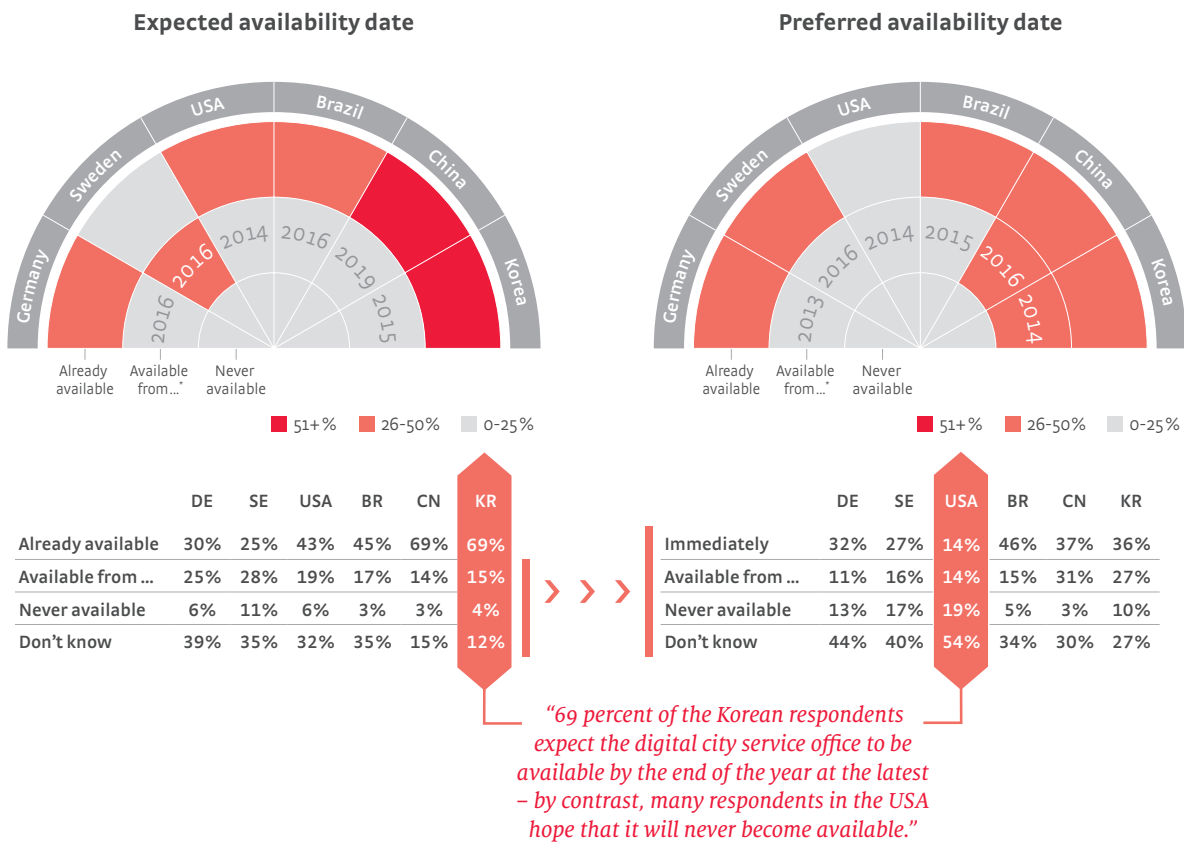 Expected availability date
Germany
Sweden
USA
Brazil
China
Korea
2016
2016
2014
2016
2019
2015
Already available
Available from ...*
Never available
51+%
26-50%
0-25%
DE SE USA BR CN KR
Already available 30% 25% 43% 45% 69% 69%
Available from ... 25% 28% 19% 17% 14% 15%
Never available 6% 11% 6% 3% 3% 4%
Don't know 39% 35% 32% 35% 15% 12%
Preferred availability date
Germany
Sweden
USA
Brazil
China
Korea
2013
2016
2014
2015
2016
2014
Already available
Available from ...*
Never available
51+%
26-50%
0-25%
DE SE USA BR CN KR
Immediately 32% 27% 14% 46% 37% 36%
Available from ... 11% 16% 14% 15% 31% 27%
Never available 13% 17% 19% 5% 3% 10%
Don't know 44% 40% 54% 34% 30% 27%
“69 percent of the Korean respondents
expect the digital city service office to be
available by the end of the year at the latest
– by contrast, many respondents in the USA
hope that it will never become available.”